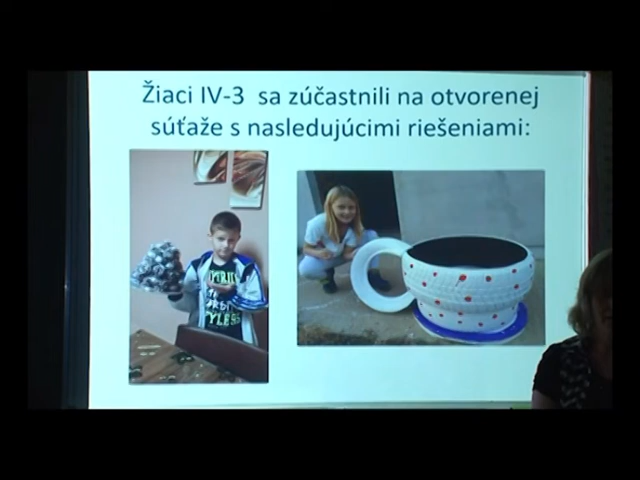 Žiaci IV-3 sa zúčastnili na otvorenej
súťaže s nasledujúcimi riešeniami: